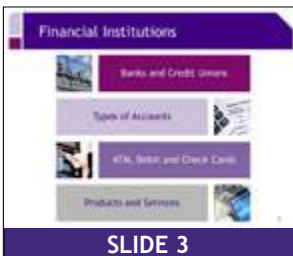 Financial Institutions
Banks and Credit Unions
Types of Accounts
ATM, Debit and Check Cards
Products and Services
SLIDE 3